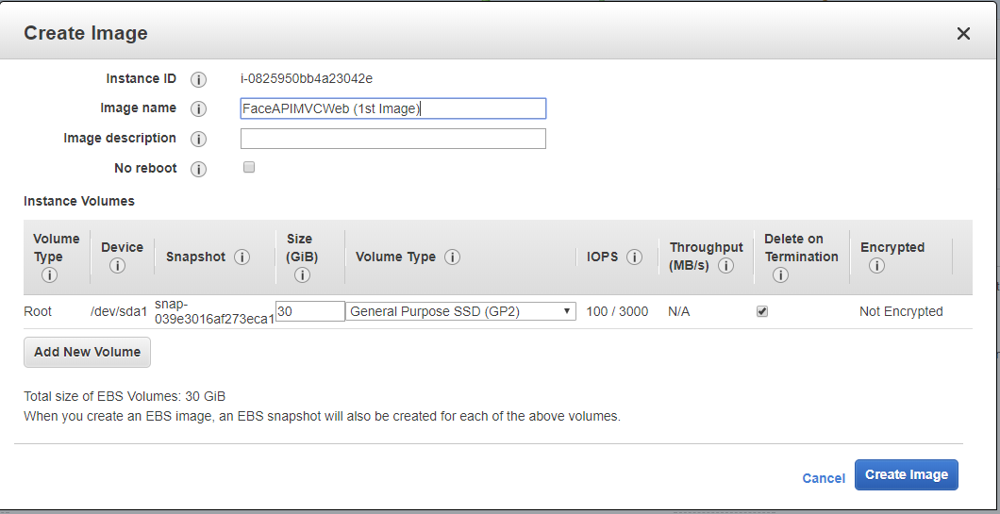 Create Image
Instance ID i-0825950bb4a23042e
Image name FaceAPIMVCWeb (1st Image)
Image description
No reboot
Instance Volumes
Volume Type Device Snapshot Size (GiB) Volume Type IOPS Throughput (MB/s) Delete on Termination Encrypted
Root /dev/sda1 snap-039e3016af273eca1 30 General Purpose SSD (GP2) 100 / 3000 N/A Not Encrypted
Add New Volume
Total size of EBS Volumes: 30 GiB
When you create an EBS image, an EBS snapshot will also be created for each of the above volumes.
Cancel Create Image